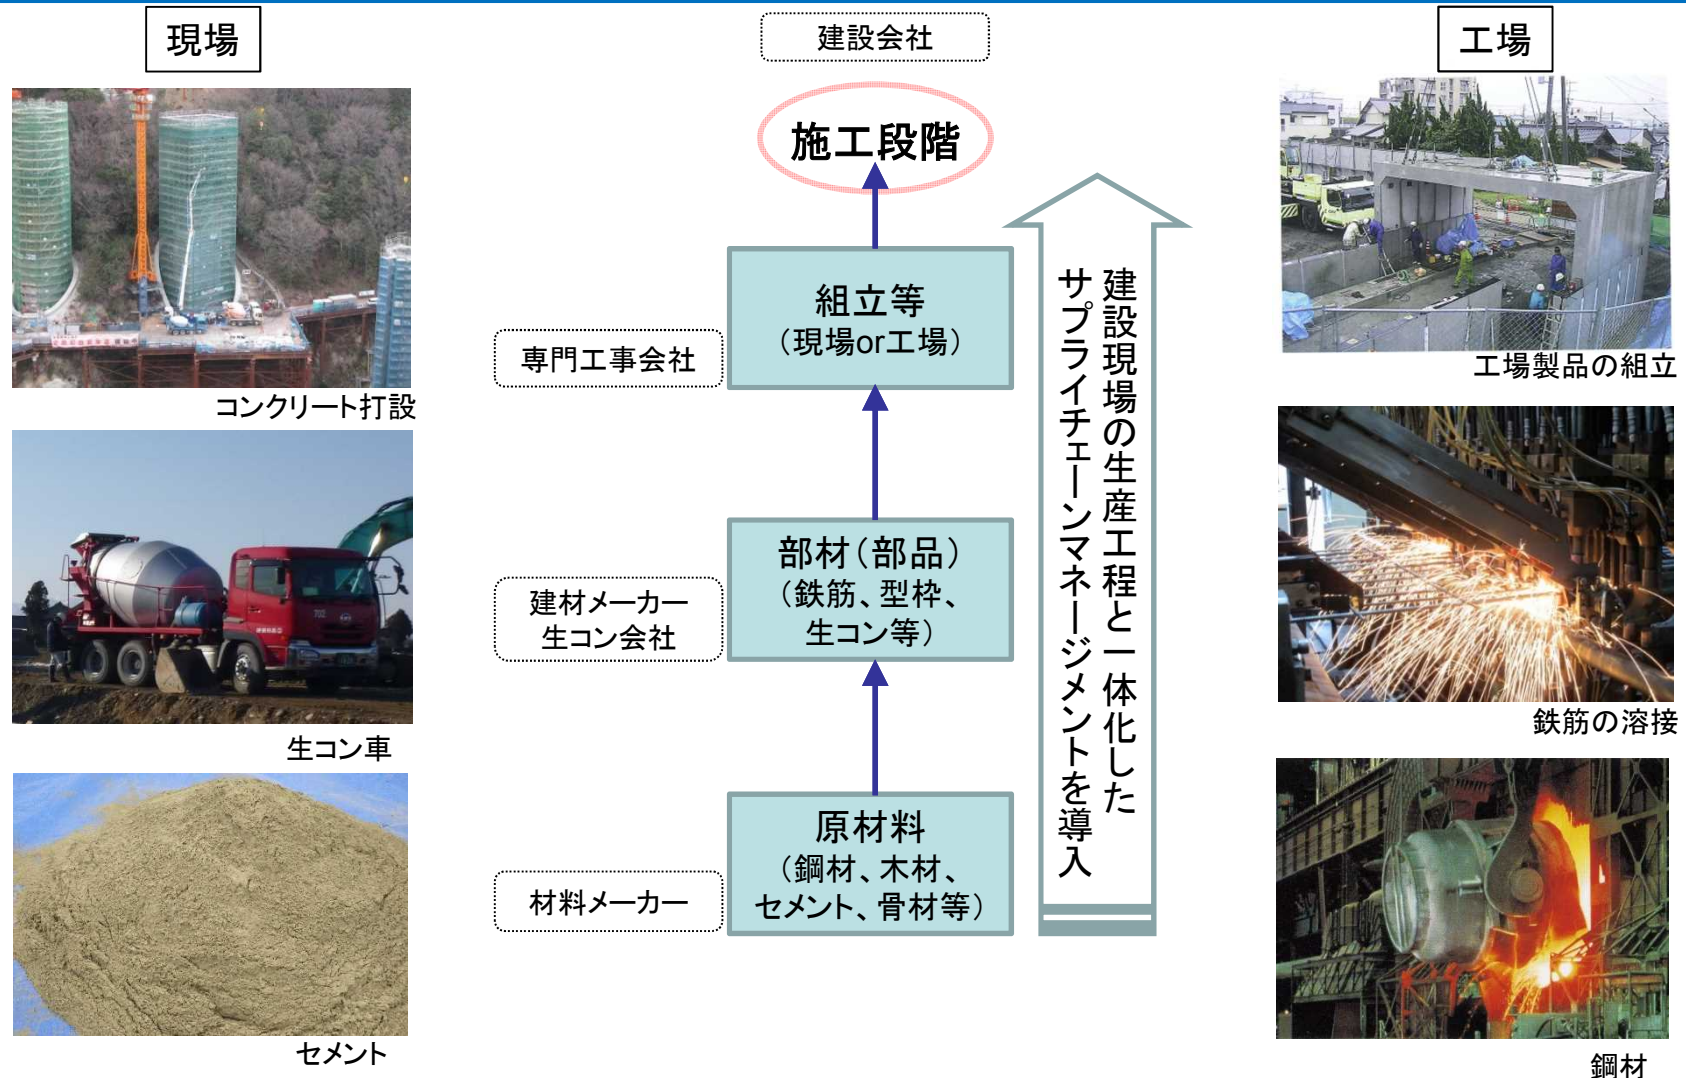 現場
建設会社
工場
施工段階
組立等
（現場or工場）
専門工事会社
工場製品の組立
コンクリート打設
部材（部品）
（鉄筋、型枠、
生コン等）
建材メーカー
生コン会社
建設現場の生産工程と一体化した
サプライチェーンマネージメントを導入
鉄筋の溶接
生コン車
原材料
（鋼材、木材、
セメント、骨材等）
材料メーカー
セメント
鋼材